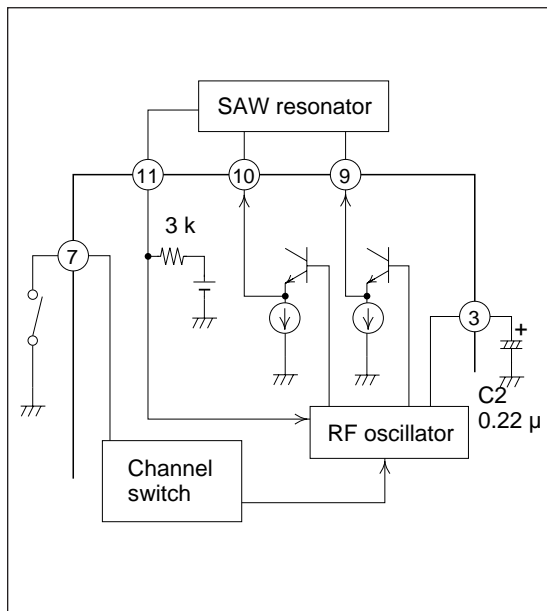 SAW resonator
11
10
9
3 k
7
3
+
C2
0.22 µ
RF oscillator
Channel
switch